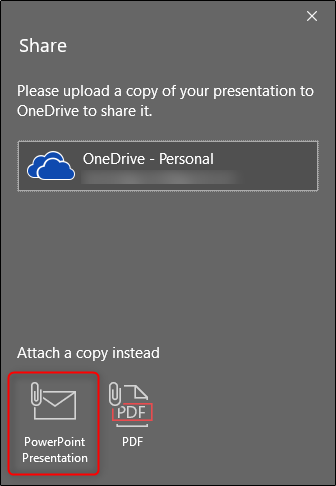 Share
Please upload a copy of your presentation to
OneDrive to share it.
OneDrive - Personal
Attach a copy instead
PowerPoint
Presentation
PDF
PDF